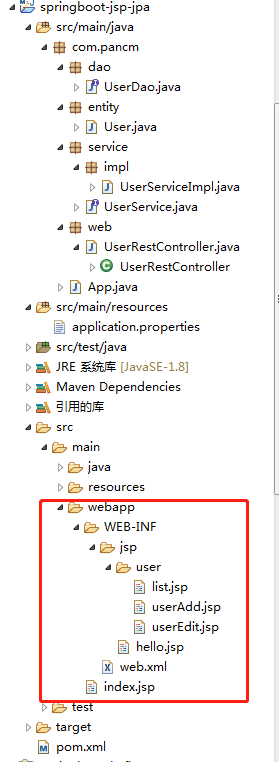 springboot-jsp-jpa
src/main/java
com.pancm
dao
UserDao.java
entity
User.java
service
impl
UserServiceImpl.java
UserService.java
web
UserRestController.java
UserRestController
App.java
src/main/resources
application.properties
src/test/java
JRE 系统库 [JavaSE-1.8]
Maven Dependencies
引用的库
src
main
java
resources
webapp
WEB-INF
jsp
user
list.jsp
userAdd.jsp
userEdit.jsp
hello.jsp
web.xml
index.jsp
test
target
pom.xml